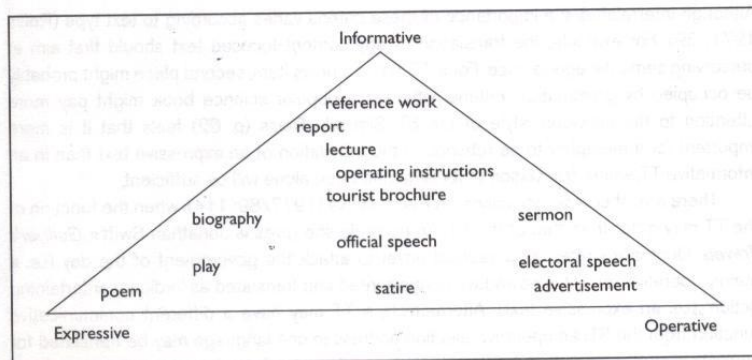 Informative
reference work
report
lecture
operating instructions
tourist brochure
biography
sermon
official speech
play
electoral speech
poem
satire
advertisement
Expressive
Operative